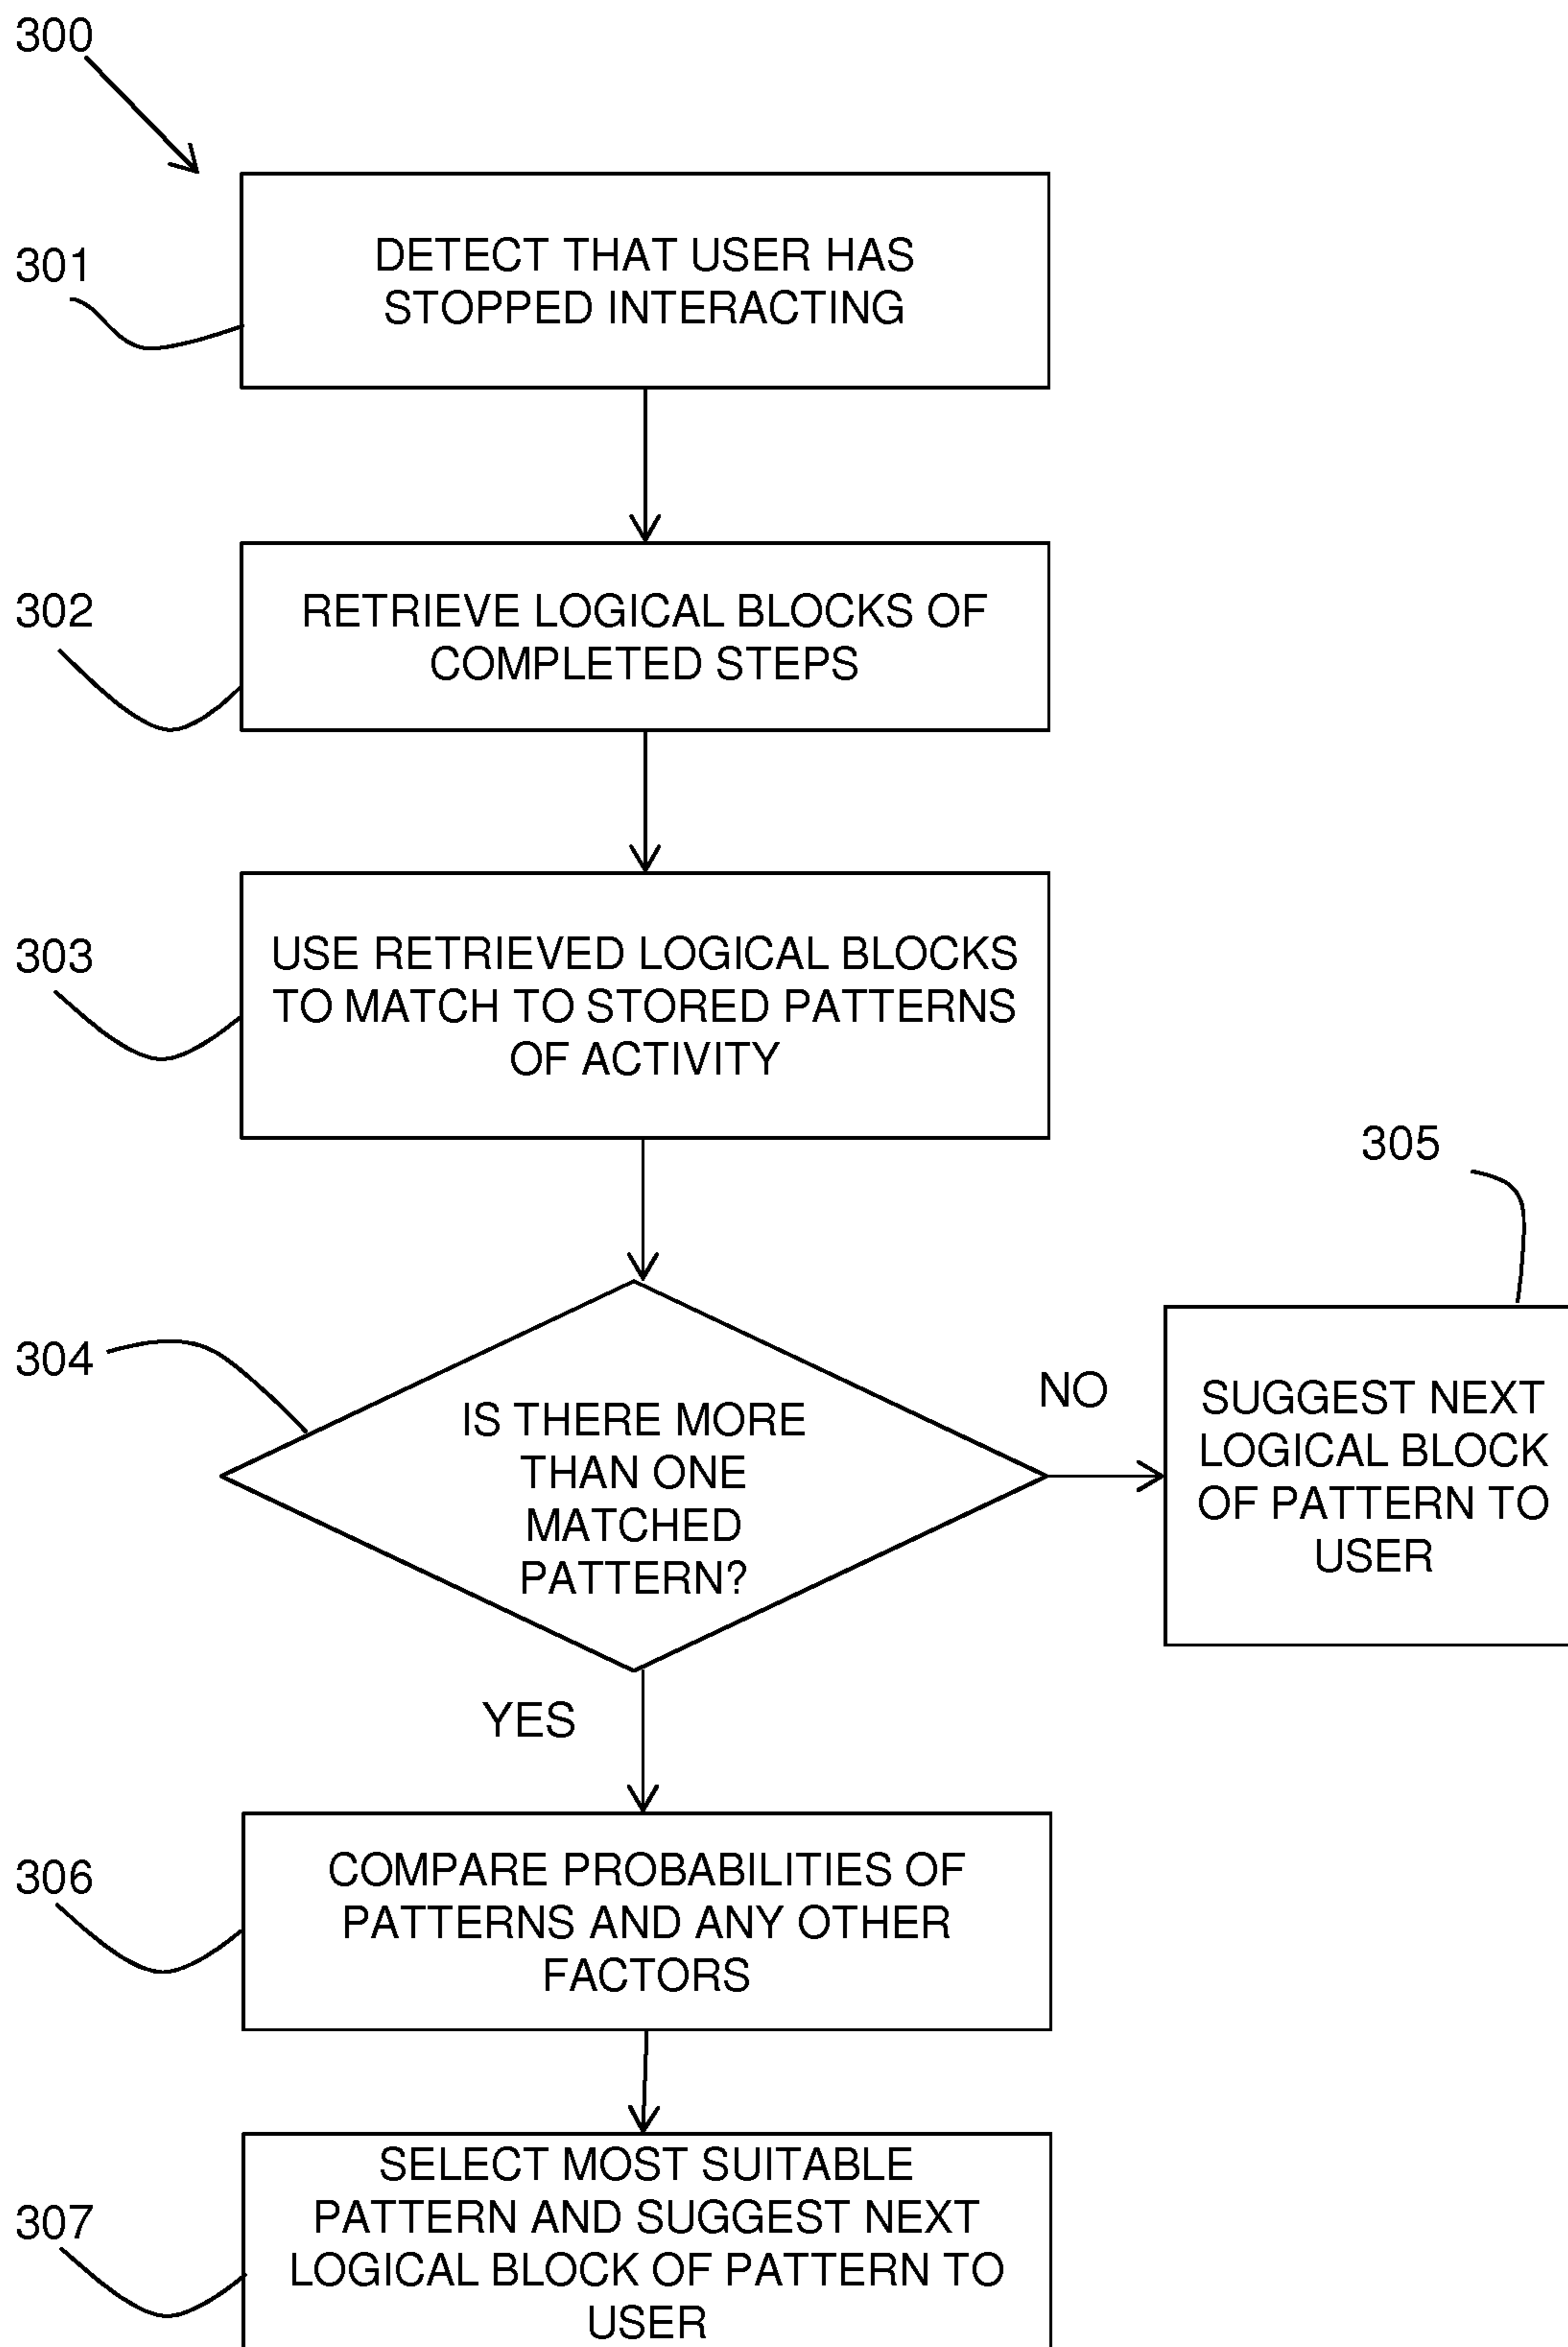 300
301
DETECT THAT USER HAS
STOPPED INTERACTING
302
RETRIEVE LOGICAL BLOCKS OF
COMPLETED STEPS
303
USE RETRIEVED LOGICAL BLOCKS
TO MATCH TO STORED PATTERNS
OF ACTIVITY
304
IS THERE MORE
THAN ONE
MATCHED
PATTERN?
NO
305
SUGGEST NEXT
LOGICAL BLOCK
OF PATTERN TO
USER
YES
306
COMPARE PROBABILITIES OF
PATTERNS AND ANY OTHER
FACTORS
307
SELECT MOST SUITABLE
PATTERN AND SUGGEST NEXT
LOGICAL BLOCK OF PATTERN TO
USER